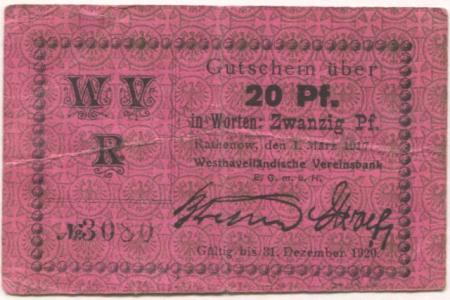 Gutschein über
20 Pf.
in Worten: Zwanzig Pf.
Rathenow, den 1. März 1917
Westhavelländische Vereinsbank
E. G. m. u. H.
W V
R
№ 3080
Gültig bis 31. Dezember 1920.